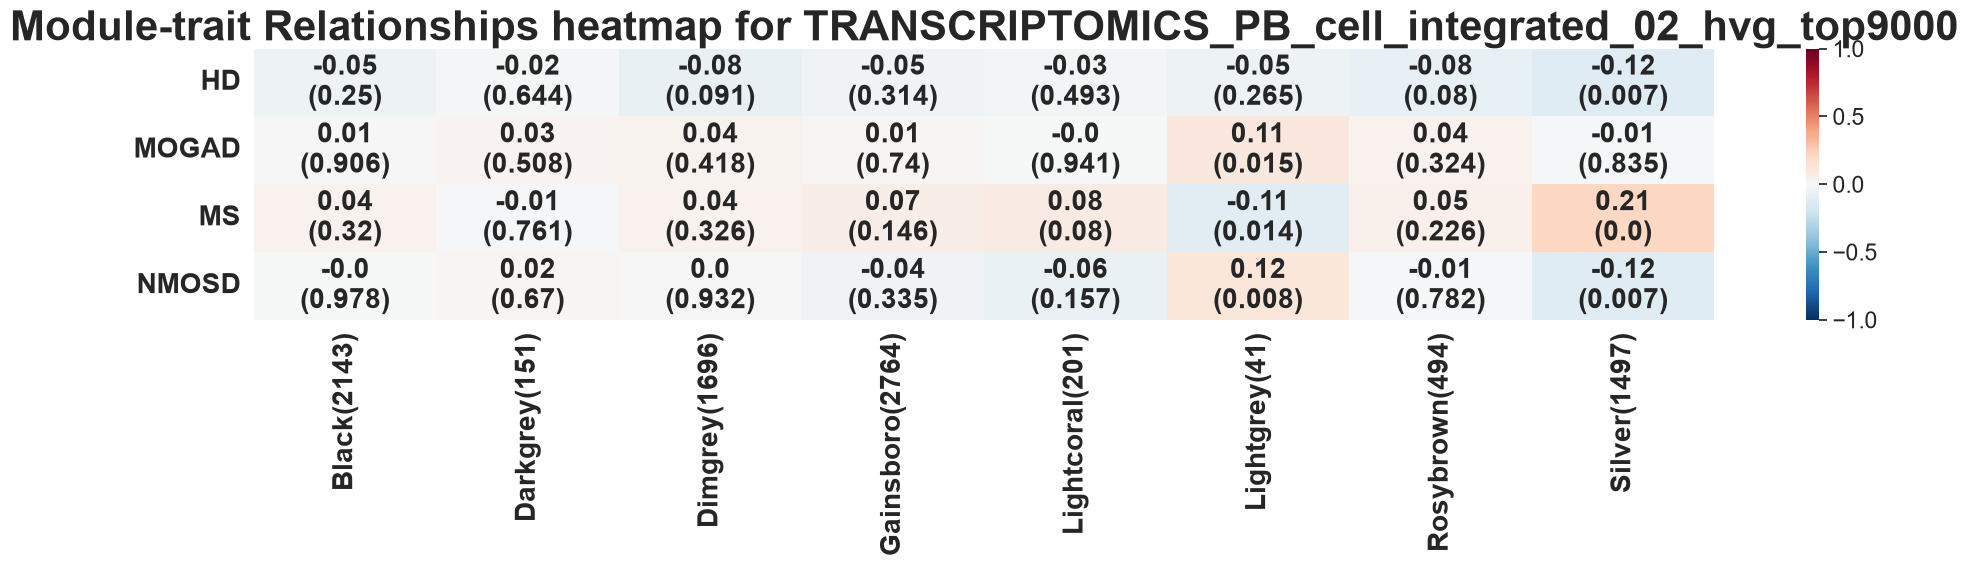 Module-trait Relationships heatmap for TRANSCRIPTOMICS_PB_cell_integrated_02_hvg_top9000
HD
-0.05 -0.02 -0.08 -0.05 -0.03 -0.05 -0.08 -0.12
(0.25) (0.644) (0.091) (0.314) (0.493) (0.265) (0.08) (0.007)
MOGAD
0.01 0.03 0.04 0.01 -0.0 0.11 0.04 -0.01
(0.906) (0.508) (0.418) (0.74) (0.941) (0.015) (0.324) (0.835)
MS
0.04 -0.01 0.04 0.07 0.08 -0.11 0.05 0.21
(0.32) (0.761) (0.326) (0.146) (0.08) (0.014) (0.226) (0.0)
NMOSD
-0.0 0.02 0.0 -0.04 -0.06 0.12 -0.01 -0.12
(0.978) (0.67) (0.932) (0.335) (0.157) (0.008) (0.782) (0.007)
Black(2143)
Darkgrey(151)
Dimgrey(1696)
Gainsboro(2764)
Lightcoral(201)
Lightgrey(41)
Rosybrown(494)
Silver(1497)
1.0
0.5
0.0
−0.5
−1.0